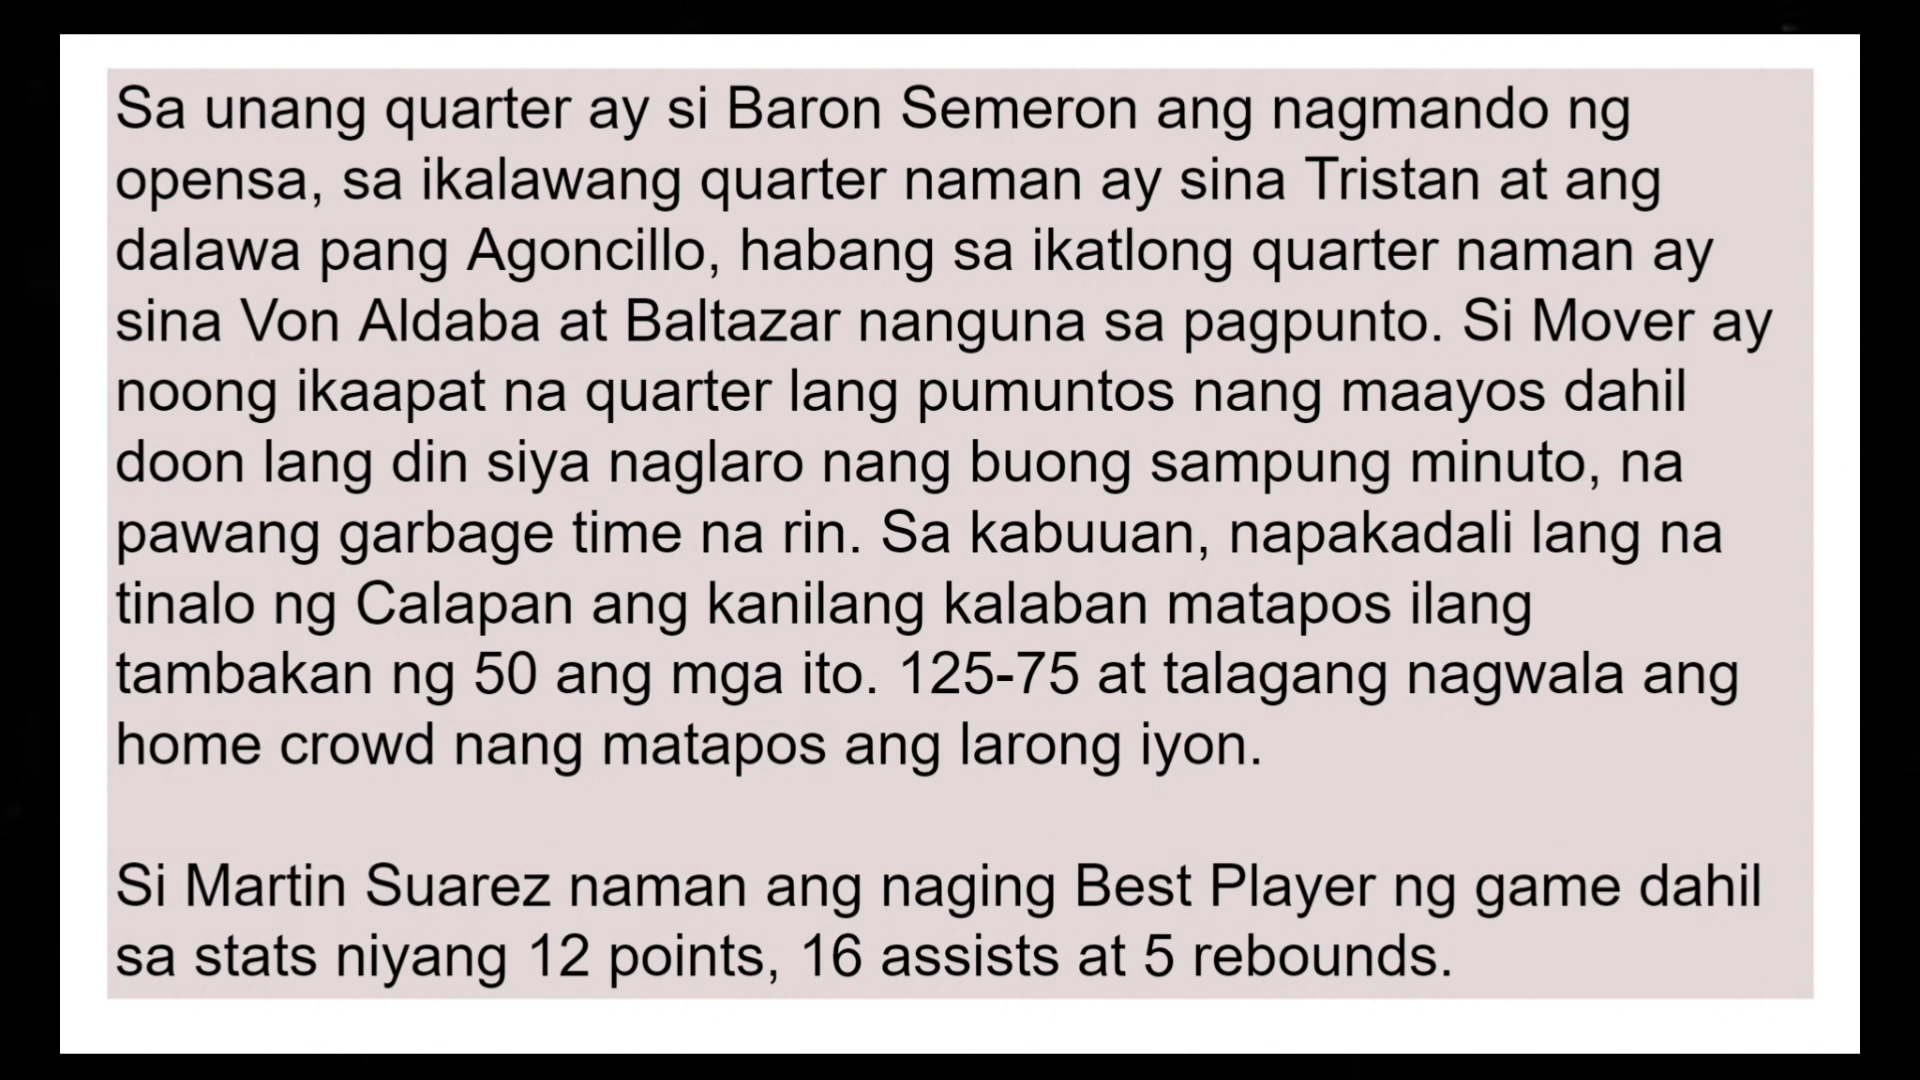 Sa unang quarter ay si Baron Semeron ang nagmando ng
opensa, sa ikalawang quarter naman ay sina Tristan at ang
dalawa pang Agoncillo, habang sa ikatlong quarter naman ay
sina Von Aldaba at Baltazar nanguna sa pagpunto. Si Mover ay
noong ikaapat na quarter lang pumuntos nang maayos dahil
doon lang din siya naglaro nang buong sampung minuto, na
pawang garbage time na rin. Sa kabuuan, napakadali lang na
tinalo ng Calapan ang kanilang kalaban matapos ilang
tambakan ng 50 ang mga ito. 125-75 at talagang nagwala ang
home crowd nang matapos ang larong iyon.
Si Martin Suarez naman ang naging Best Player ng game dahil
sa stats niyang 12 points, 16 assists at 5 rebounds.